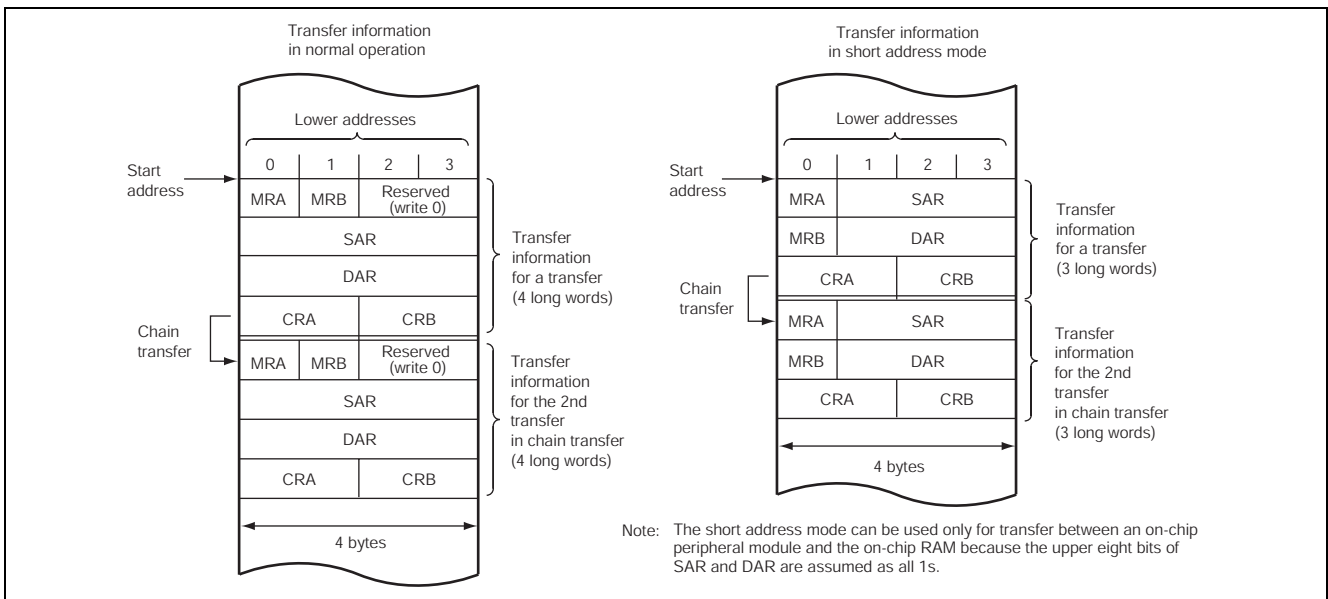 Transfer information
in normal operation
Lower addresses
0 1 2 3
Start
address
MRA MRB Reserved
(write 0)
SAR
DAR
CRA CRB
Transfer
information
for a transfer
(4 long words)
Chain
transfer
MRA MRB Reserved
(write 0)
SAR
DAR
CRA CRB
Transfer
information
for the 2nd
transfer
in chain transfer
(4 long words)
4 bytes
Transfer information
in short address mode
Lower addresses
0 1 2 3
Start
address
MRA SAR
MRB DAR
CRA CRB
Transfer
information
for a transfer
(3 long words)
Chain
transfer
MRA SAR
MRB DAR
CRA CRB
Transfer
information
for the 2nd
transfer
in chain transfer
(3 long words)
4 bytes
Note: The short address mode can be used only for transfer between an on-chip
peripheral module and the on-chip RAM because the upper eight bits of
SAR and DAR are assumed as all 1s.